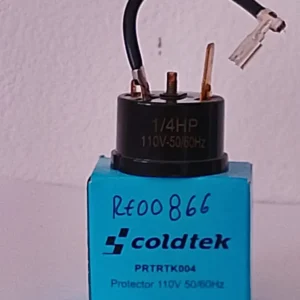 1/4HP
110V-50/60Hz
Rf00866
coldtek
PRTRTK004
Protector 110V 50/60Hz